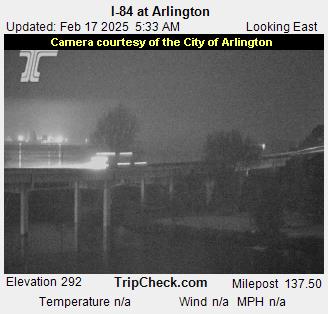 I-84 at Arlington
Updated: Feb 17 2025 5:33 AM Looking East
Camera courtesy of the City of Arlington
Elevation 292 TripCheck.com Milepost 137.50
Temperature n/a Wind n/a MPH n/a